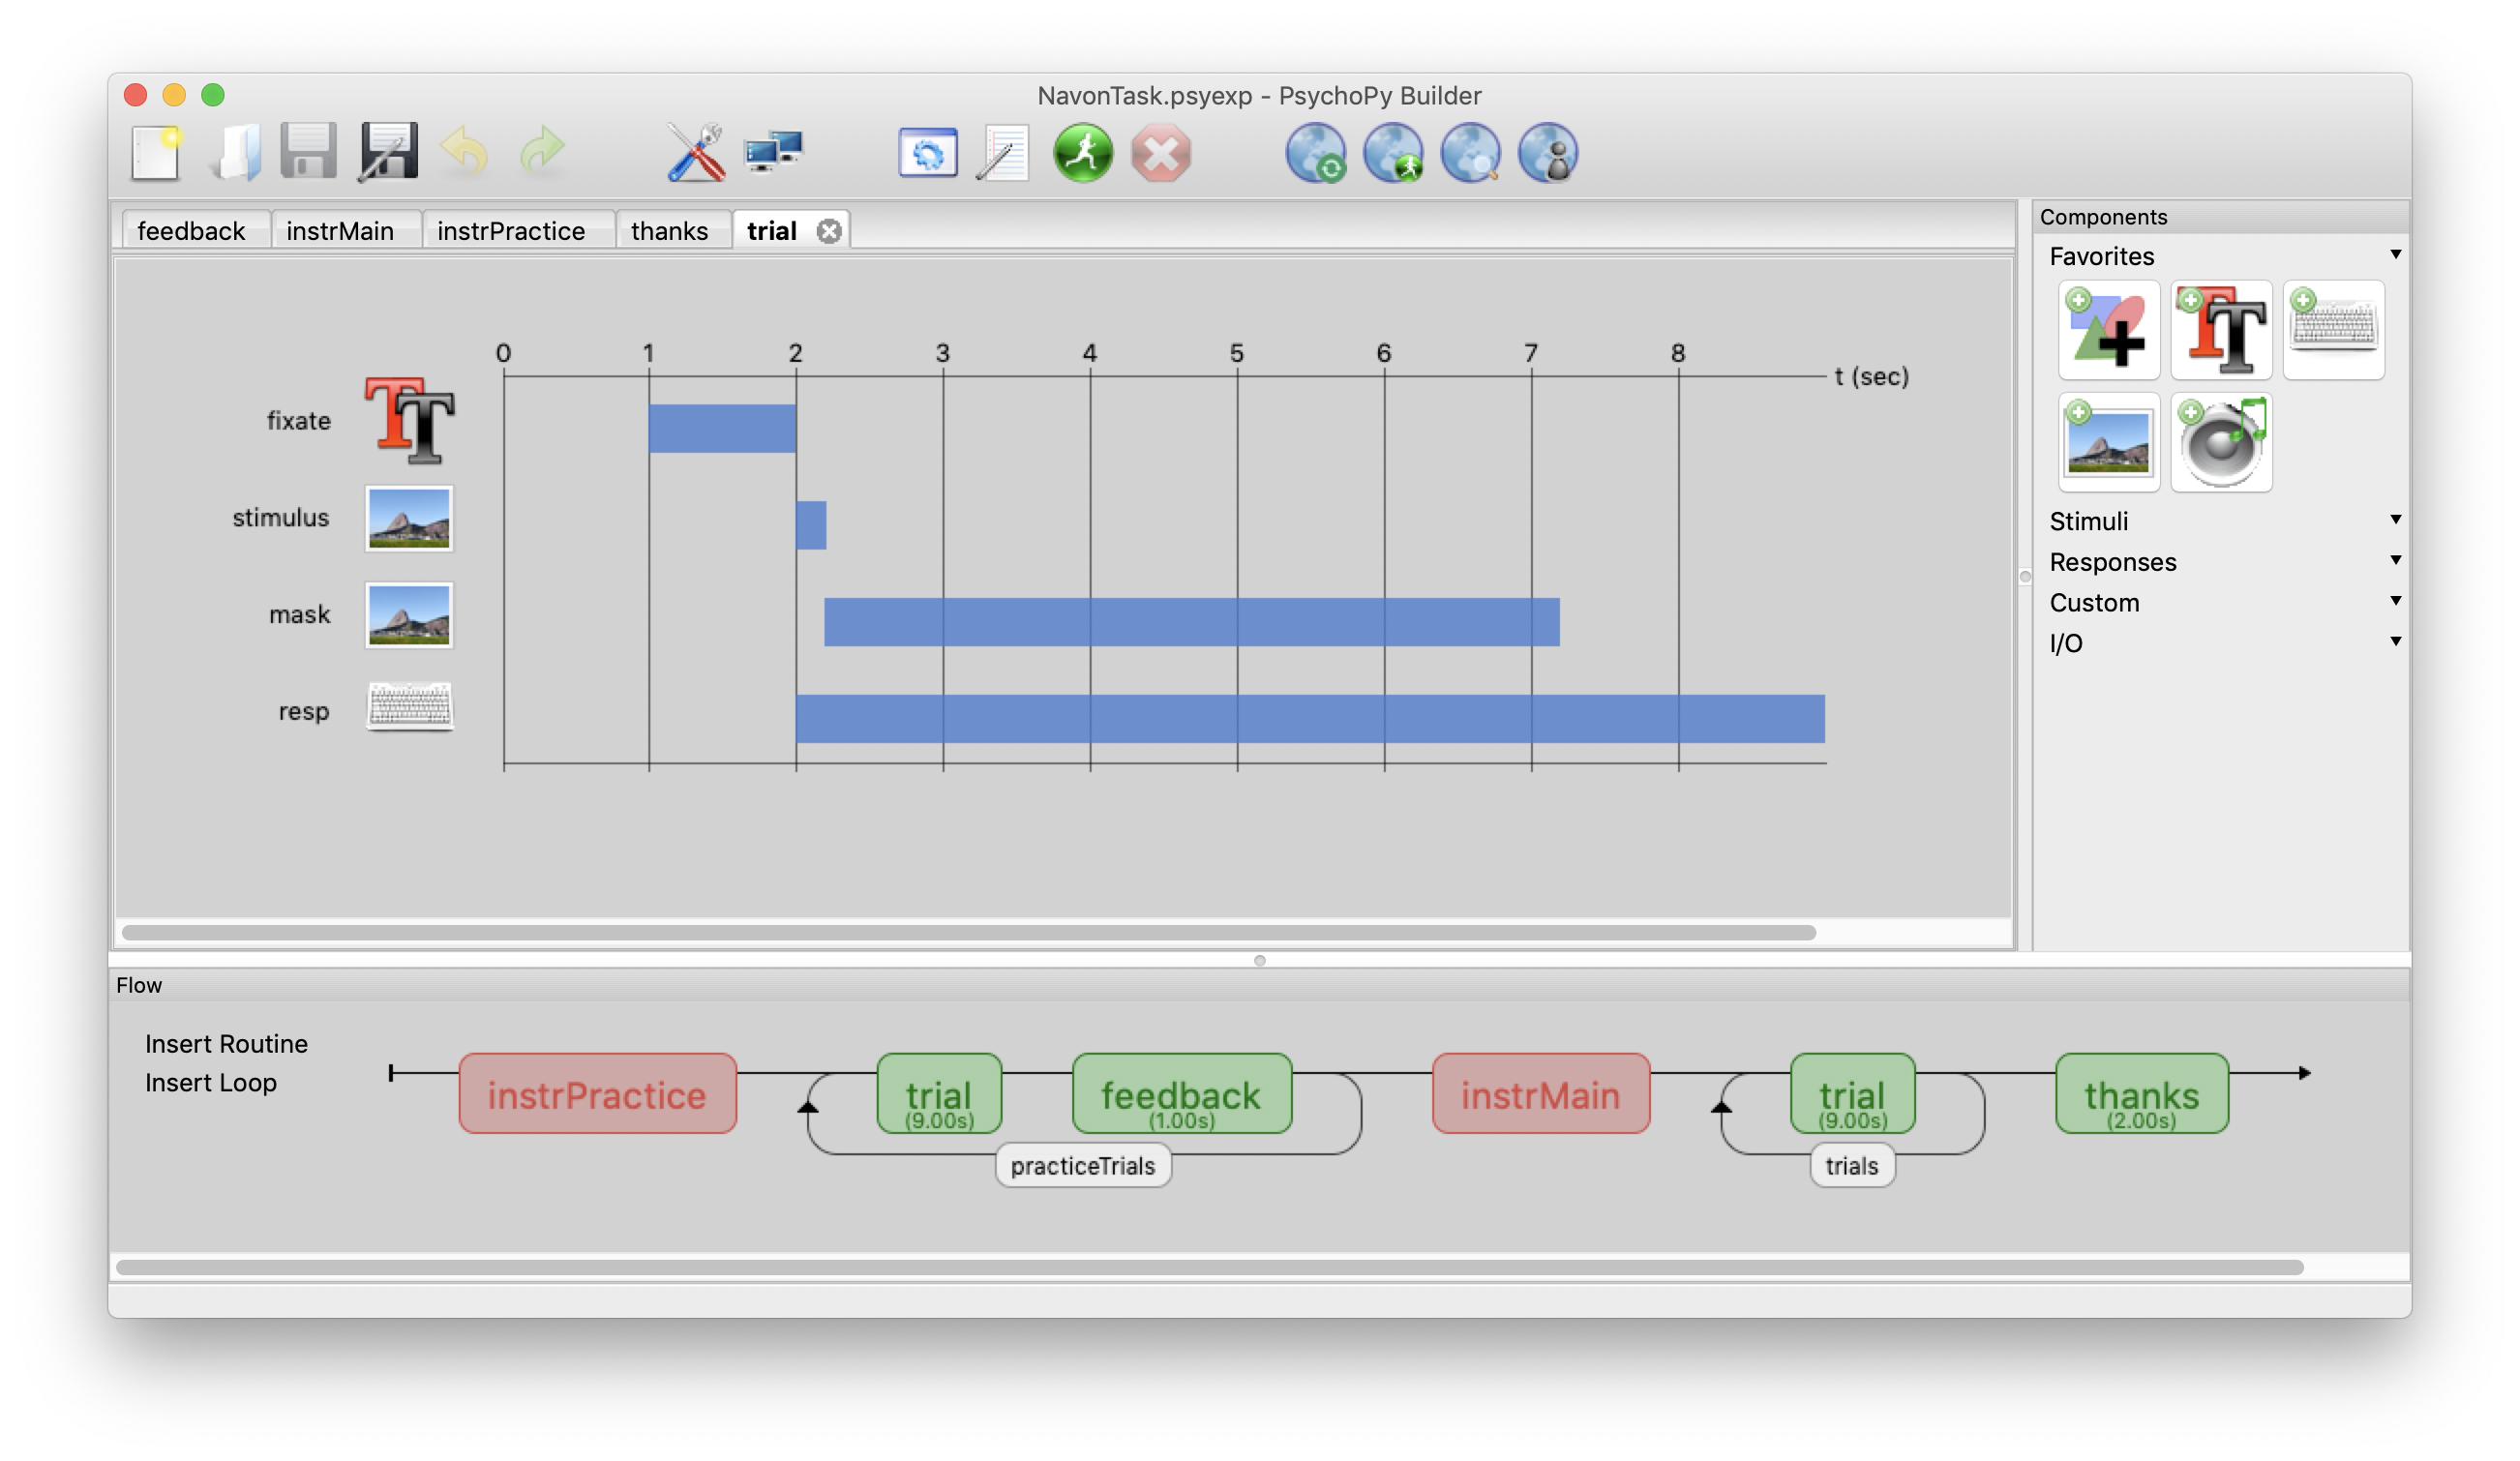 NavonTask.psyexp - PsychoPy Builder
feedback instrMain instrPractice thanks trial
Components
Favorites
Stimuli
Responses
Custom
I/O
0 1 2 3 4 5 6 7 8
t (sec)
fixate
stimulus
mask
resp
Flow
Insert Routine
Insert Loop
instrPractice
trial
(9.00s)
feedback
(1.00s)
practiceTrials
instrMain
trial
(9.00s)
trials
thanks
(2.00s)